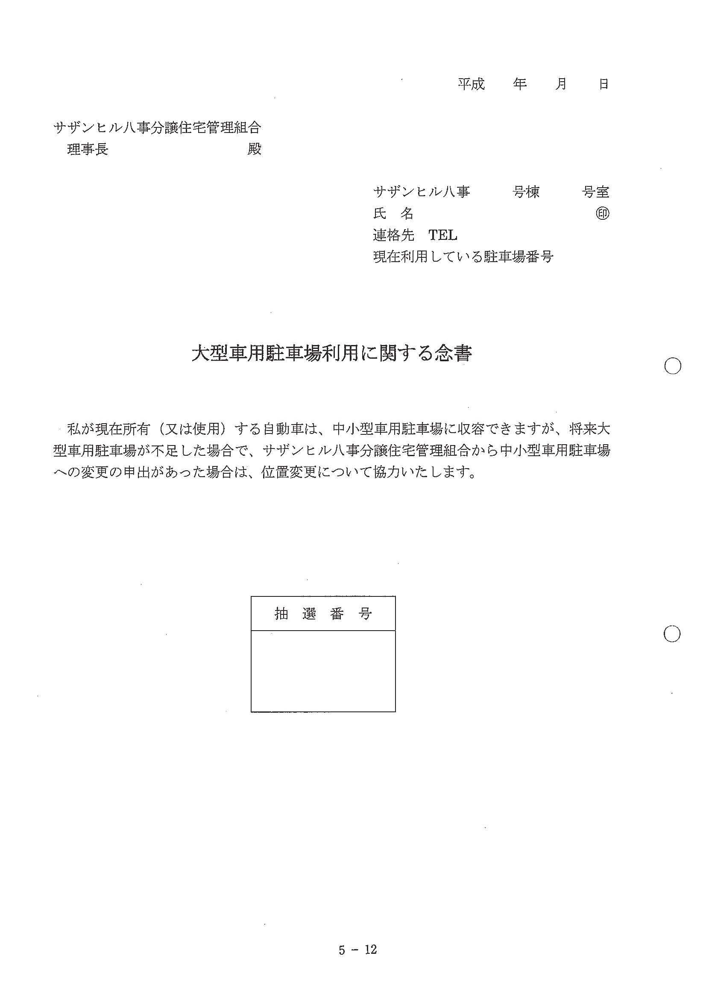 平成　　年　　月　　日
サザンヒル八事分譲住宅管理組合
理事長　　　　　　　　　　殿
サザンヒル八事　　　号棟　　　号室
氏　名　　　　　　　　　　　　　㊞
連絡先　TEL
現在利用している駐車場番号
大型車用駐車場利用に関する念書
私が現在所有（又は使用）する自動車は、中小型車用駐車場に収容できますが、将来大
型車用駐車場が不足した場合で、サザンヒル八事分譲住宅管理組合から中小型車用駐車場
への変更の申出があった場合は、位置変更について協力いたします。
抽　選　番　号
5 － 12